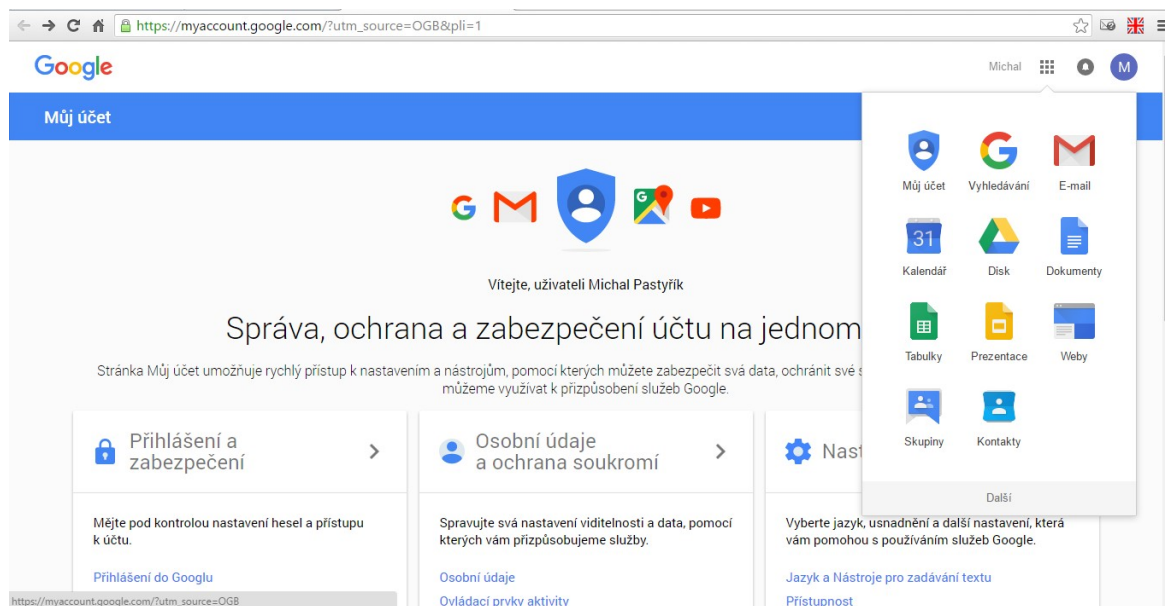 https://myaccount.google.com/?utm_source=OGB&pli=1
Google
Michal
M
Můj účet
Můj účet
Vyhledávání
E-mail
31
Kalendář
Disk
Dokumenty
Tabulky
Prezentace
Weby
Skupiny
Kontakty
Další
Vítejte, uživateli Michal Pastyřík
Správa, ochrana a zabezpečení účtu na jednom
Stránka Můj účet umožňuje rychlý přístup k nastavením a nástrojům, pomocí kterých můžete zabezpečit svá data, ochránit své
můžeme využívat k přizpůsobení služeb Google.
Přihlášení a
zabezpečení
Mějte pod kontrolou nastavení hesel a přístupu
k účtu.
Přihlášení do Googlu
Osobní údaje
a ochrana soukromí
Spravujte svá nastavení viditelnosti a data, pomocí
kterých vám přizpůsobujeme služby.
Osobní údaje
Ovládací prvky aktivity
Nast
Vyberte jazyk, usnadnění a další nastavení, která
vám pomohou s používáním služeb Google.
Jazyk a Nástroje pro zadávání textu
Přístupnost
https://myaccount.google.com/?utm_source=OGB